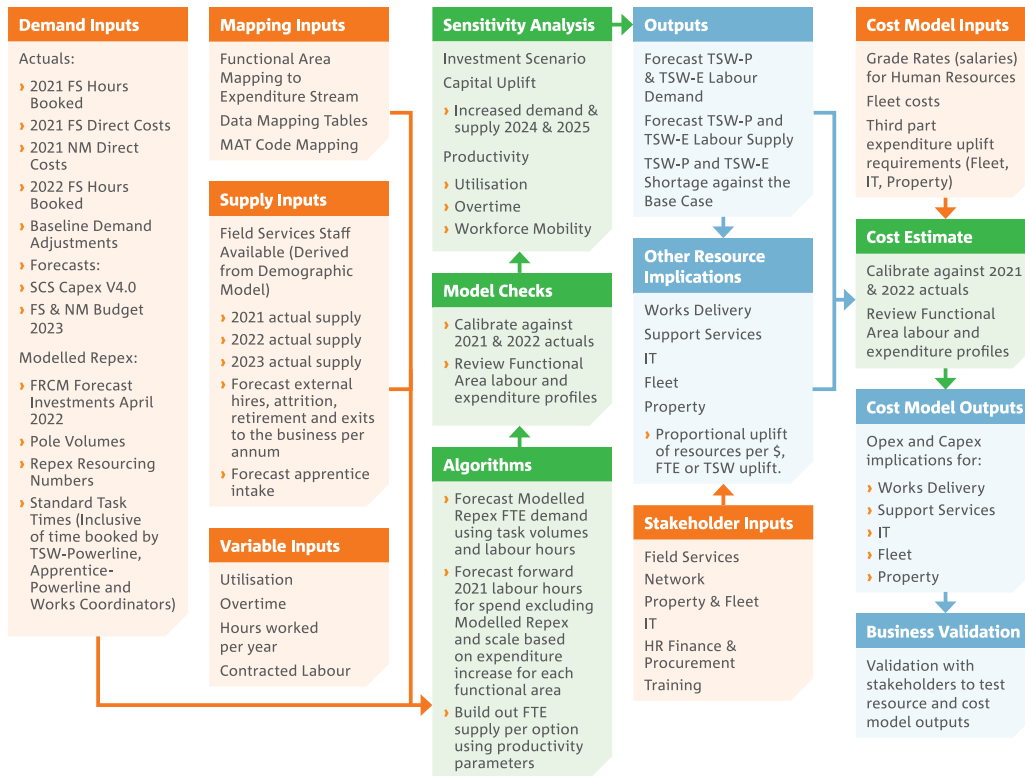 Demand Inputs
Actuals:
› 2021 FS Hours
Booked
› 2021 FS Direct Costs
› 2021 NM Direct
Costs
› 2022 FS Hours
Booked
› Baseline Demand
Adjustments
› Forecasts:
› SCS Capex V4.0
› FS & NM Budget
2023
Modelled Repex:
› FRCM Forecast
Investments April
2022
› Pole Volumes
› Repex Resourcing
Numbers
› Standard Task
Times (Inclusive
of time booked by
TSW-Powerline,
Apprentice-
Powerline and
Works Coordinators)
Mapping Inputs
Functional Area
Mapping to
Expenditure Stream
Data Mapping Tables
MAT Code Mapping
Supply Inputs
Field Services Staff
Available (Derived
from Demographic
Model)
› 2021 actual supply
› 2022 actual supply
› 2023 actual supply
› Forecast external
hires, attrition,
retirement and exits
to the business per
annum
› Forecast apprentice
intake
Variable Inputs
Utilisation
Overtime
Hours worked
per year
Contracted Labour
Sensitivity Analysis
Investment Scenario
Capital Uplift
› Increased demand &
supply 2024 & 2025
Productivity
› Utilisation
› Overtime
› Workforce Mobility
Model Checks
› Calibrate against
2021 & 2022 actuals
› Review Functional
Area labour and
expenditure profiles
Algorithms
› Forecast Modelled
Repex FTE demand
using task volumes
and labour hours
› Forecast forward
2021 labour hours
for spend excluding
Modelled Repex
and scale based
on expenditure
increase for each
functional area
› Build out FTE
supply per option
using productivity
parameters
Outputs
Forecast TSW-P
& TSW-E Labour
Demand
Forecast TSW-P and
TSW-E Labour Supply
TSW-P and TSW-E
Shortage against the
Base Case
Other Resource
Implications
Works Delivery
Support Services
IT
Fleet
Property
› Proportional uplift
of resources per $,
FTE or TSW uplift.
Stakeholder Inputs
Field Services
Network
Property & Fleet
IT
HR Finance &
Procurement
Training
Cost Model Inputs
Grade Rates (salaries)
for Human Resources
Fleet costs
Third part
expenditure uplift
requirements (Fleet,
IT, Property)
Cost Estimate
Calibrate against 2021
& 2022 actuals
Review Functional
Area labour and
expenditure profiles
Cost Model Outputs
Opex and Capex
implications for:
› Works Delivery
› Support Services
› IT
› Fleet
› Property
Business Validation
Validation with
stakeholders to test
resource and cost
model outputs